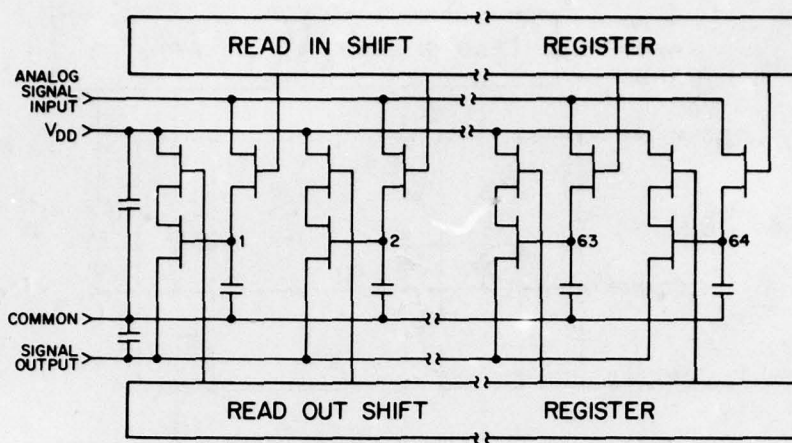 READ IN SHIFT REGISTER
ANALOG
SIGNAL
INPUT
VDD
1 2 63 64
COMMON
SIGNAL
OUTPUT
READ OUT SHIFT REGISTER